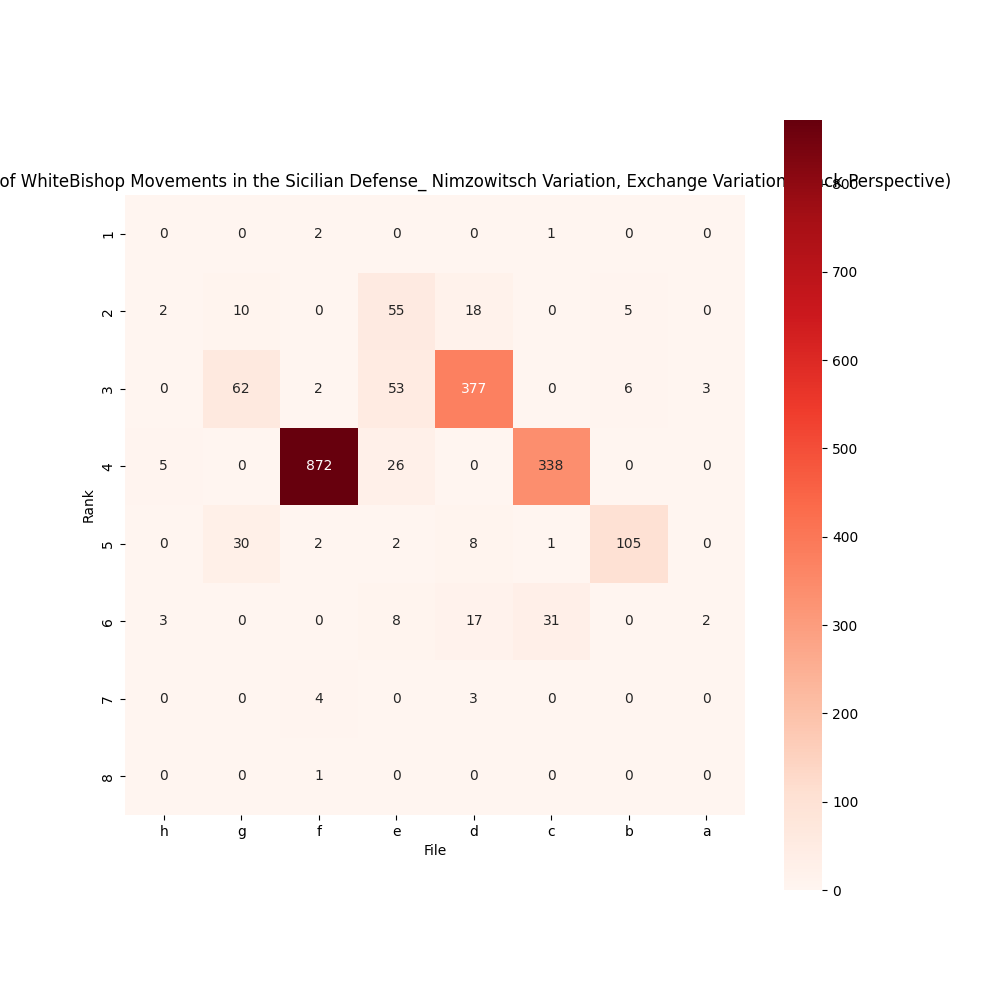 of WhiteBishop Movements in the Sicilian Defense_ Nimzowitsch Variation, Exchange Variation Perspective)
800
1 0 0 2 0 0 1 0 0
2 2 10 0 55 18 0 5 0
700
3 0 62 2 53 377 0 6 3
600
500
4 5 0 872 26 0 338 0 0
Rank
400
5 0 30 2 2 8 1 105 0
300
6 3 0 0 8 17 31 0 2
200
7 0 0 4 0 3 0 0 0
100
8 0 0 1 0 0 0 0 0
h g f e d c b a
File
0